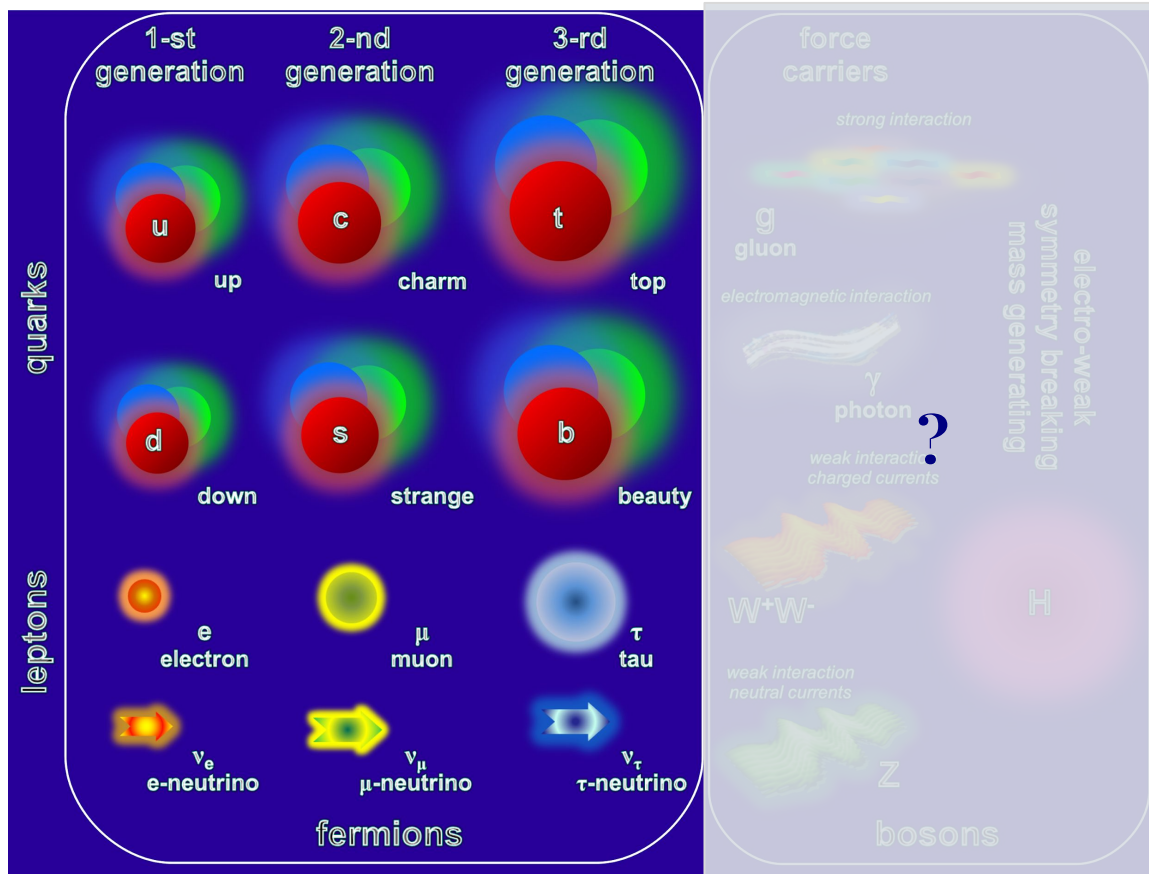 1-st
generation
2-nd
generation
3-rd
generation
force
carriers
quarks
u
up
c
charm
t
top
d
down
s
strange
b
beauty
leptons
e
electron
μ
muon
τ
tau
νe
e-neutrino
νμ
μ-neutrino
ντ
τ-neutrino
fermions
strong interaction
g
gluon
electromagnetic interaction
γ
photon
?
weak interaction
charged currents
W+W-
weak interaction
neutral currents
Z
electro-weak
symmetry breaking
mass generating
H
bosons